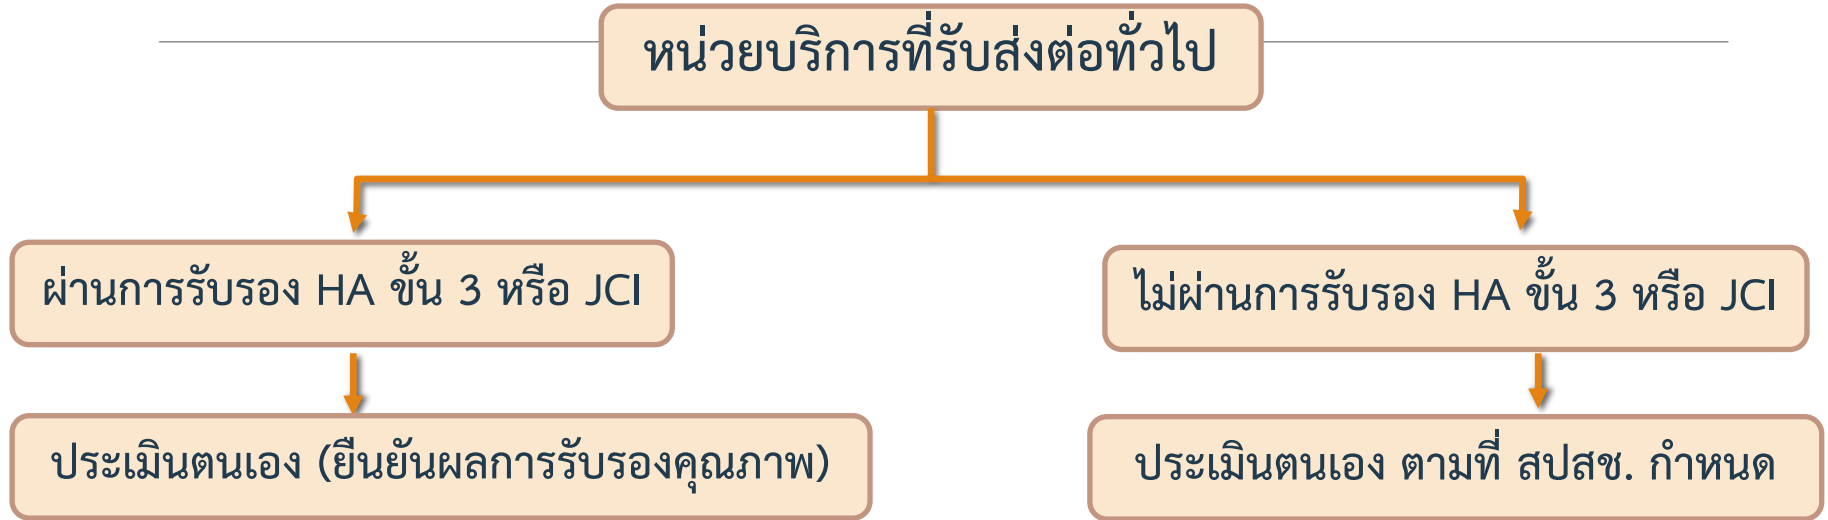 หน่วยบริการที่รับส่งต่อทั่วไป
ผ่านการรับรอง HA ขั้น 3 หรือ JCI
ไม่ผ่านการรับรอง HA ขั้น 3 หรือ JCI
ประเมินตนเอง (ยืนยันผลการรับรองคุณภาพ)
ประเมินตนเอง ตามที่ สปสช. กำหนด